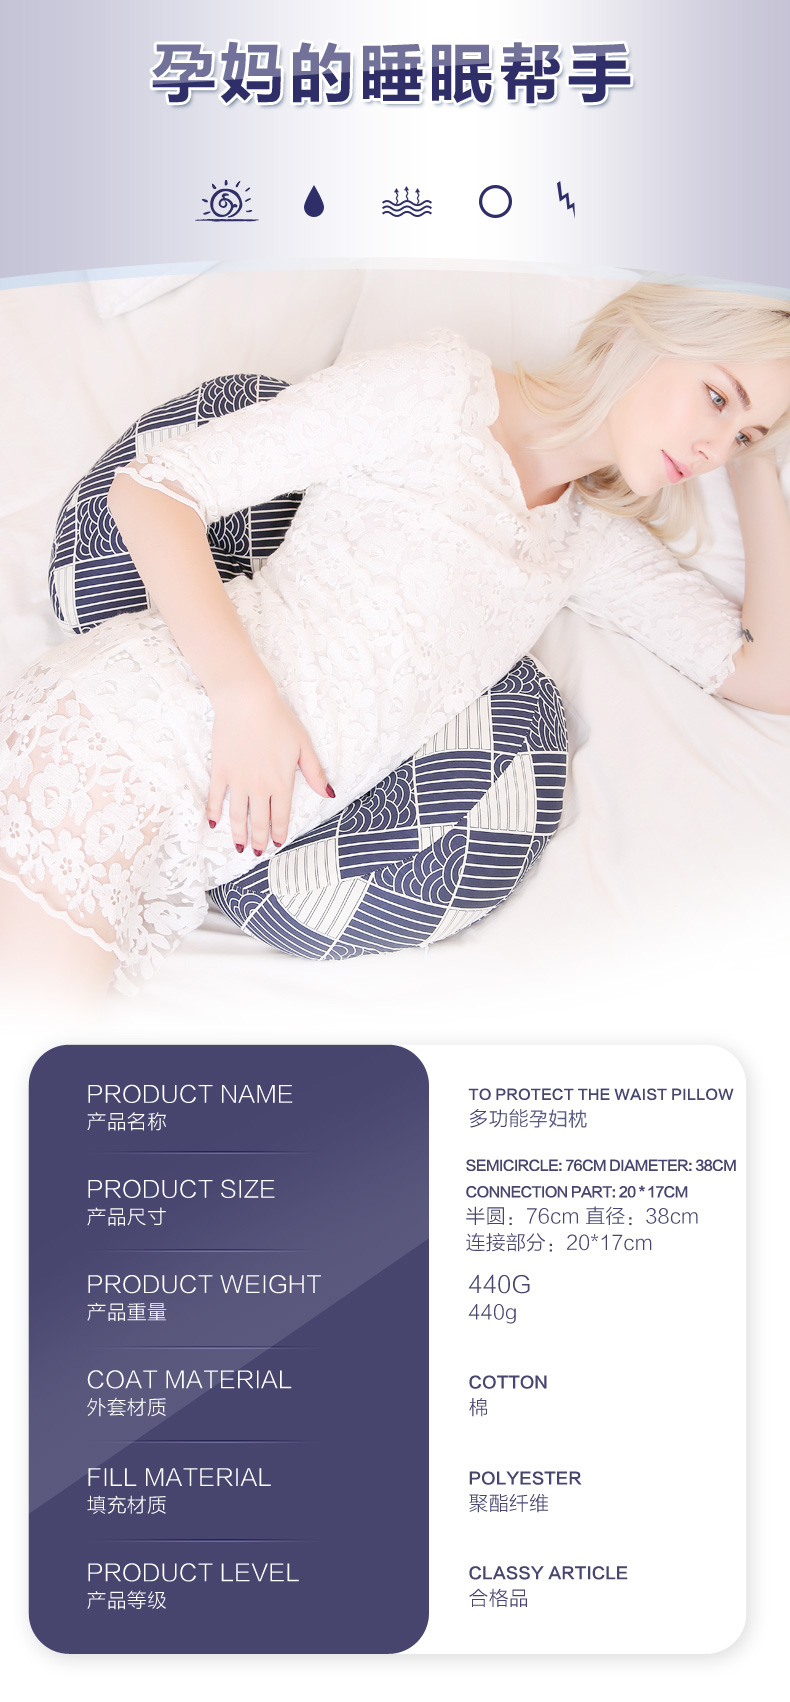 孕妈的睡眠帮手
PRODUCT NAME
产品名称
TO PROTECT THE WAIST PILLOW
多功能孕妇枕
PRODUCT SIZE
产品尺寸
SEMICIRCLE: 76CM DIAMETER: 38CM
CONNECTION PART: 20 * 17CM
半圆：76cm 直径：38cm
连接部分：20*17cm
PRODUCT WEIGHT
产品重量
440G
440g
COAT MATERIAL
外套材质
COTTON
棉
FILL MATERIAL
填充材质
POLYESTER
聚酯纤维
PRODUCT LEVEL
产品等级
CLASSY ARTICLE
合格品